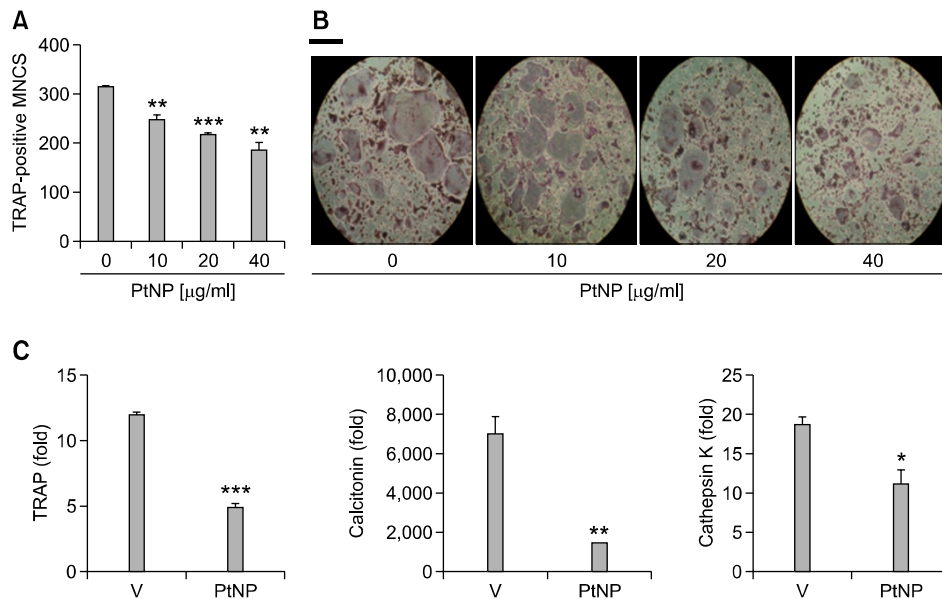 A
TRAP-positive MNCS
400
300
200
100
0
**
***
**
0 10 20 40
PtNP [μg/ml]
B
0 10 20 40
PtNP [μg/ml]
C
TRAP (fold)
15
10
5
0
***
V PtNP
Calcitonin (fold)
10,000
8,000
6,000
4,000
2,000
0
**
V PtNP
Cathepsin K (fold)
25
20
15
10
5
0
*
V PtNP